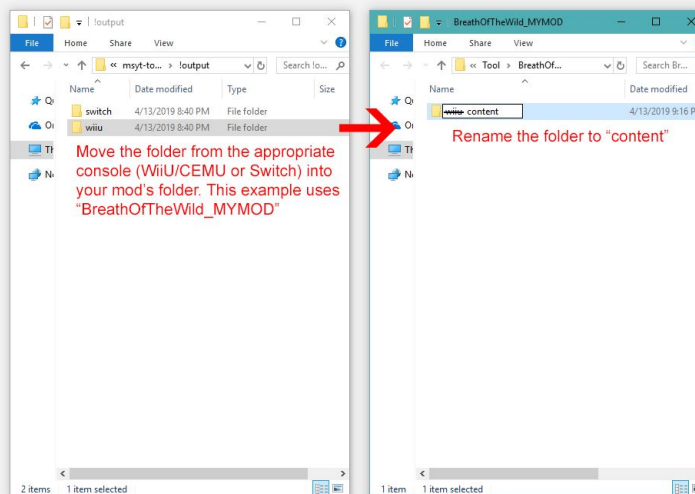 !output
File Home Share View
« msyt-to... > !output
Search !o...
Name Date modified Type Size
switch 4/13/2019 8:40 PM File folder
wiiu 4/13/2019 8:40 PM File folder
Move the folder from the appropriate
console (WiiU/CEMU or Switch) into
your mod's folder. This example uses
“BreathOfTheWild_MYMOD”
2 items 1 item selected
BreathOfTheWild_MYMOD
File Home Share View
« Tool > BreathOf...
Search Br...
Name Date modified
wiiu content 4/13/2019 9:16 P
Rename the folder to “content”
1 item 1 item selected